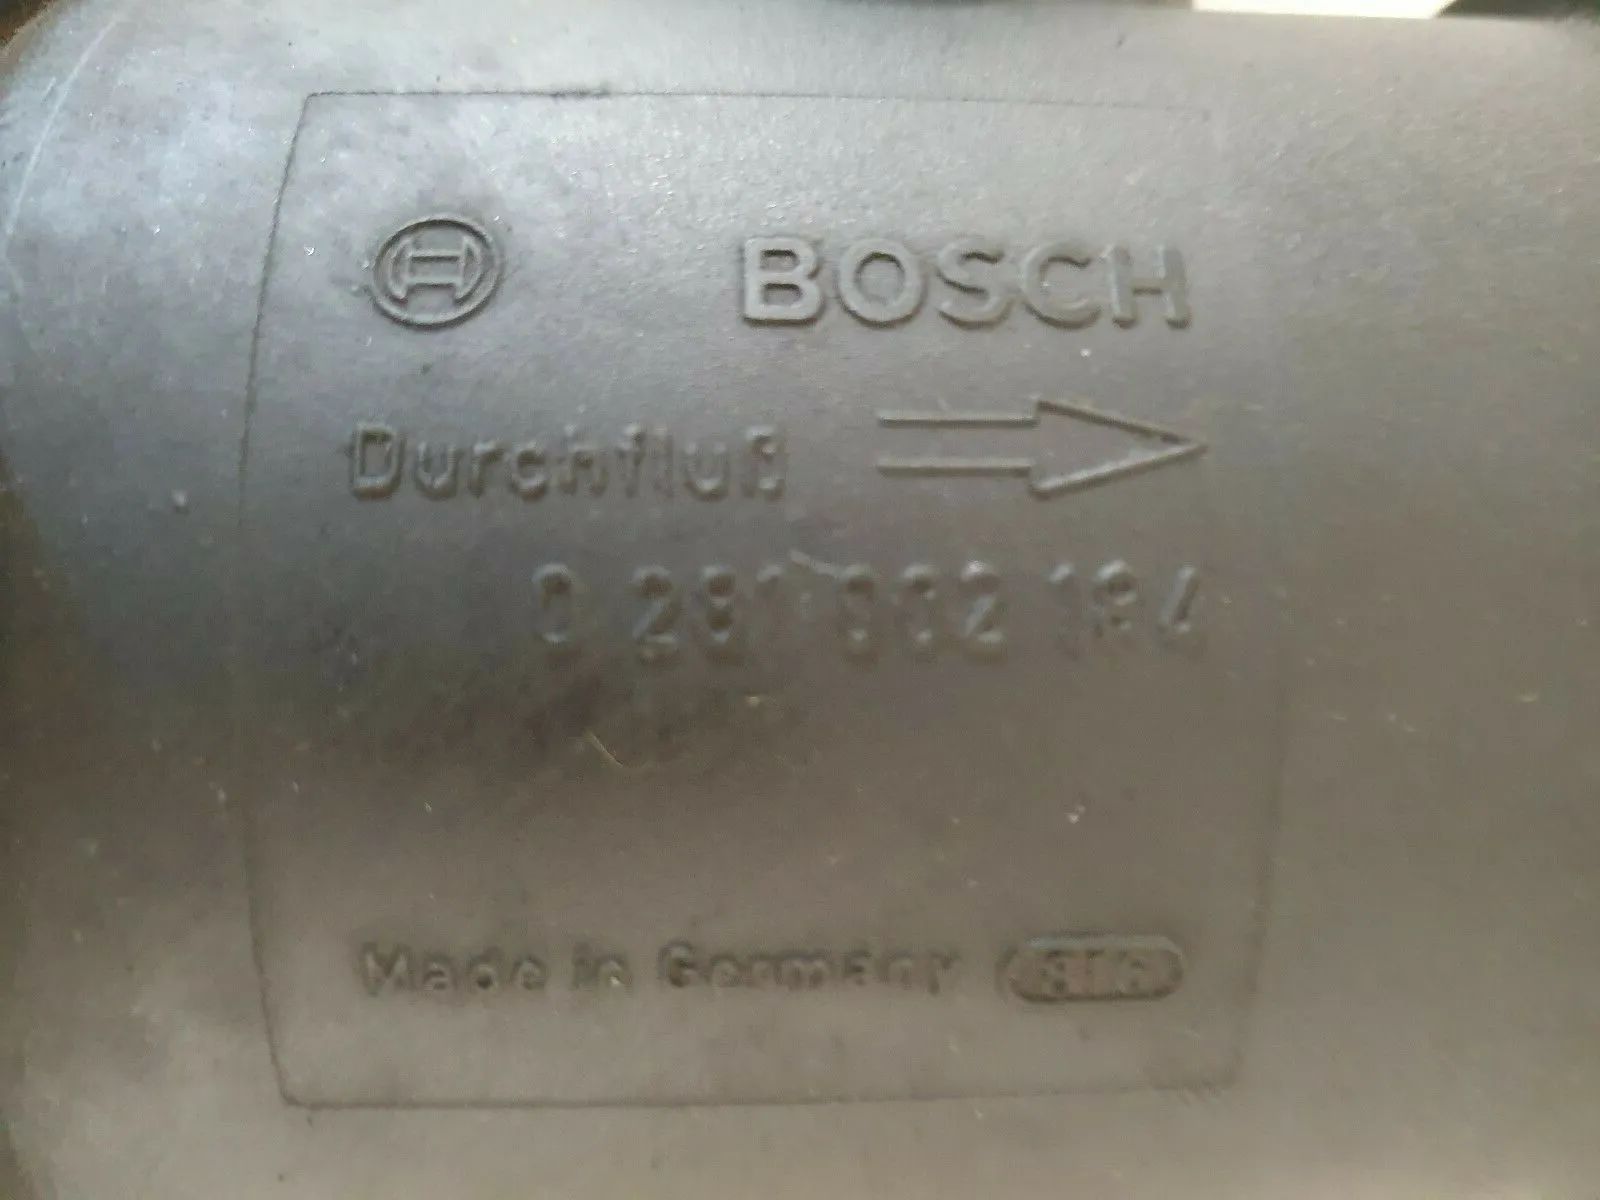 BOSCH
Durchfluß
0 281 002 184
Made in Germany